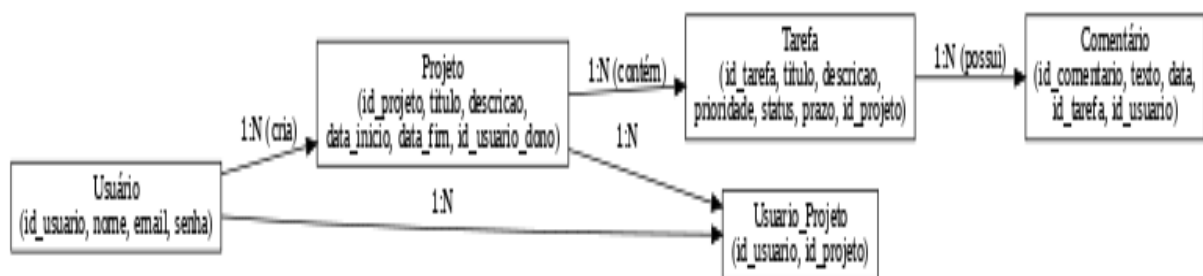 Usuário
(id_usuario, nome, email, senha)
1:N (cria)
Projeto
(id_projeto, titulo, descricao,
data_inicio, data_fim, id_usuario_dono)
1:N (contém)
Tarefa
(id_tarefa, titulo, descricao,
prioridade, status, prazo, id_projeto)
1:N (possui)
Comentário
(id_comentario, texto, data,
id_tarefa, id_usuario)
1:N
1:N
Usuario_Projeto
(id_usuario, id_projeto)